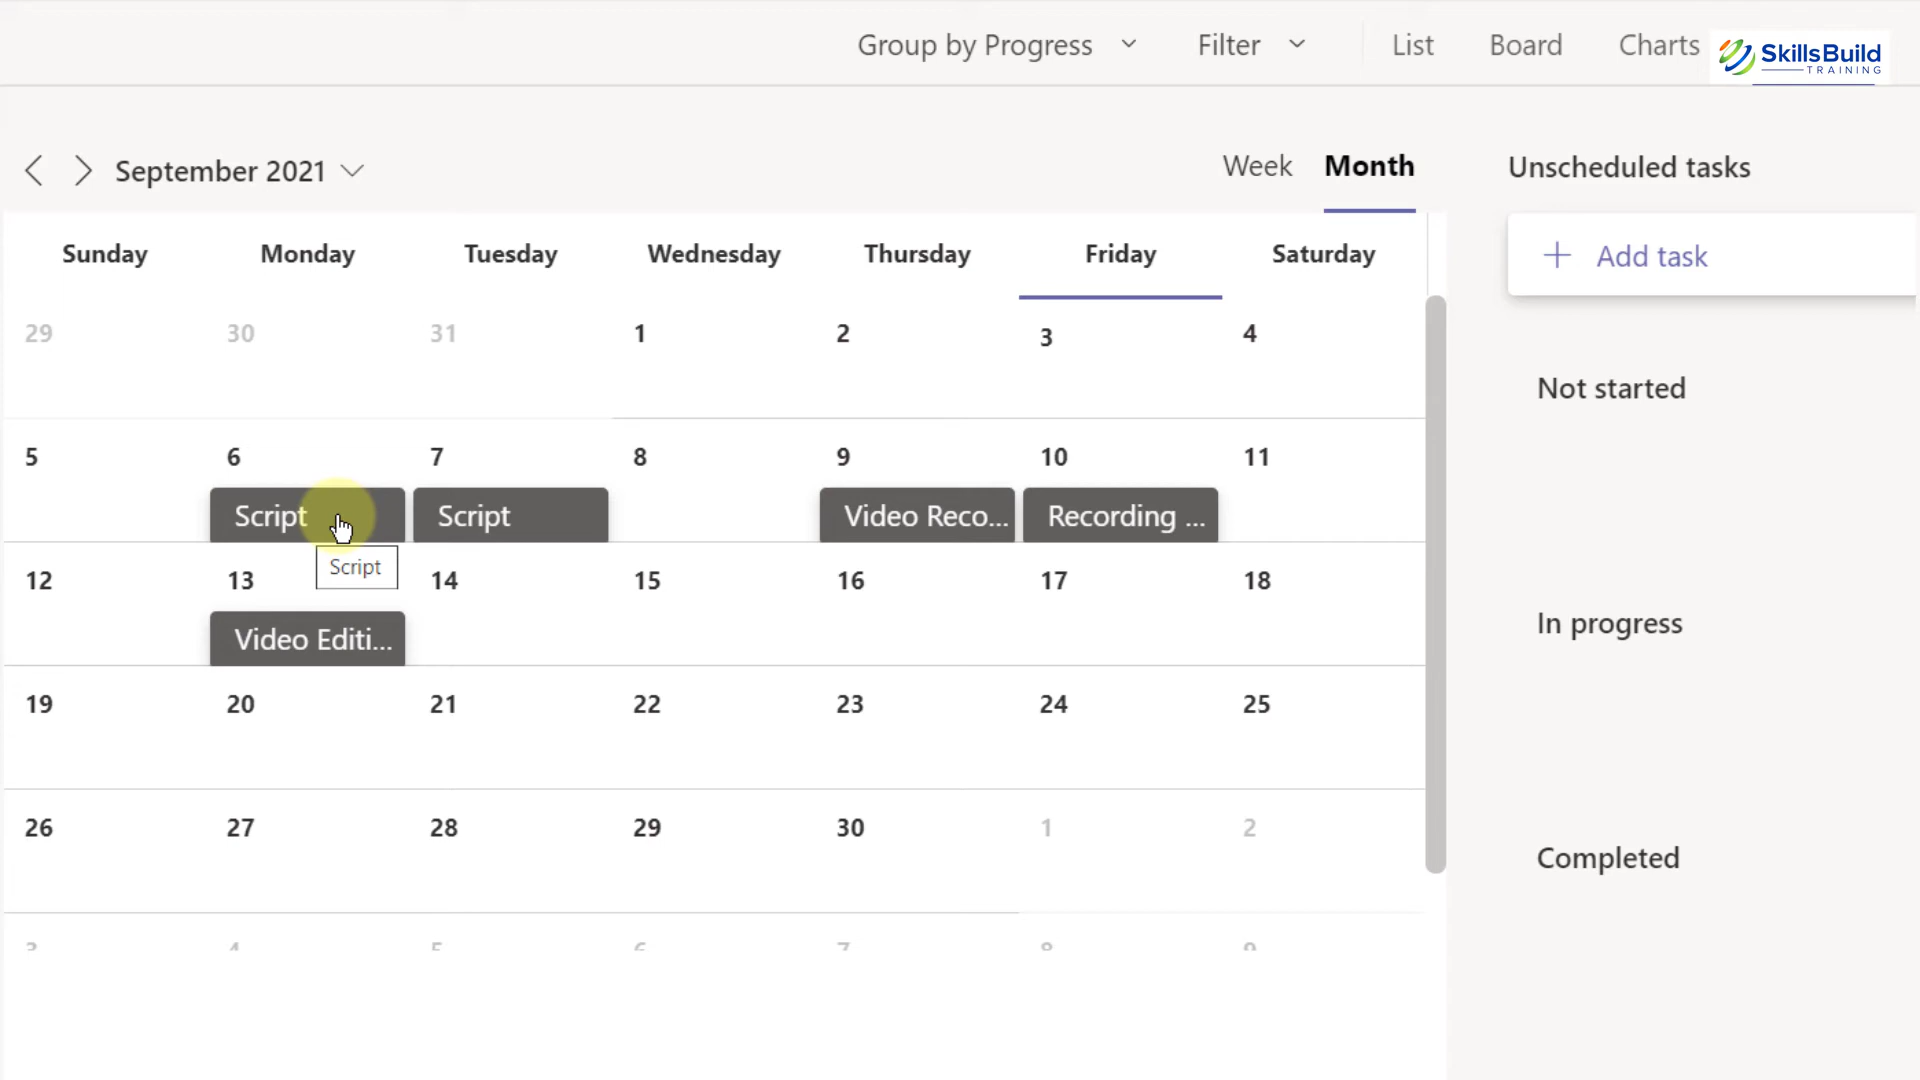 Group by Progress Filter List Board Charts
SkillsBuild
TRAINING
September 2021 Week Month Unscheduled tasks
Sunday Monday Tuesday Wednesday Thursday Friday Saturday
Add task
29 30 31 1 2 3 4
Not started
5 6 7 8 9 10 11
Script Script Video Reco... Recording ...
Script
12 13 14 15 16 17 18
In progress
Video Editi...
19 20 21 22 23 24 25
26 27 28 29 30 1 2
Completed